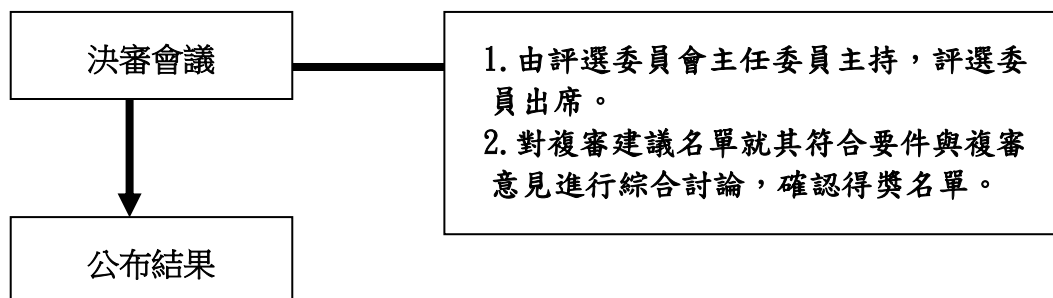 決審會議
1.由評選委員會主任委員主持，評選委
員出席。
2.對複審建議名單就其符合要件與複審
意見進行綜合討論，確認得獎名單。
公布結果